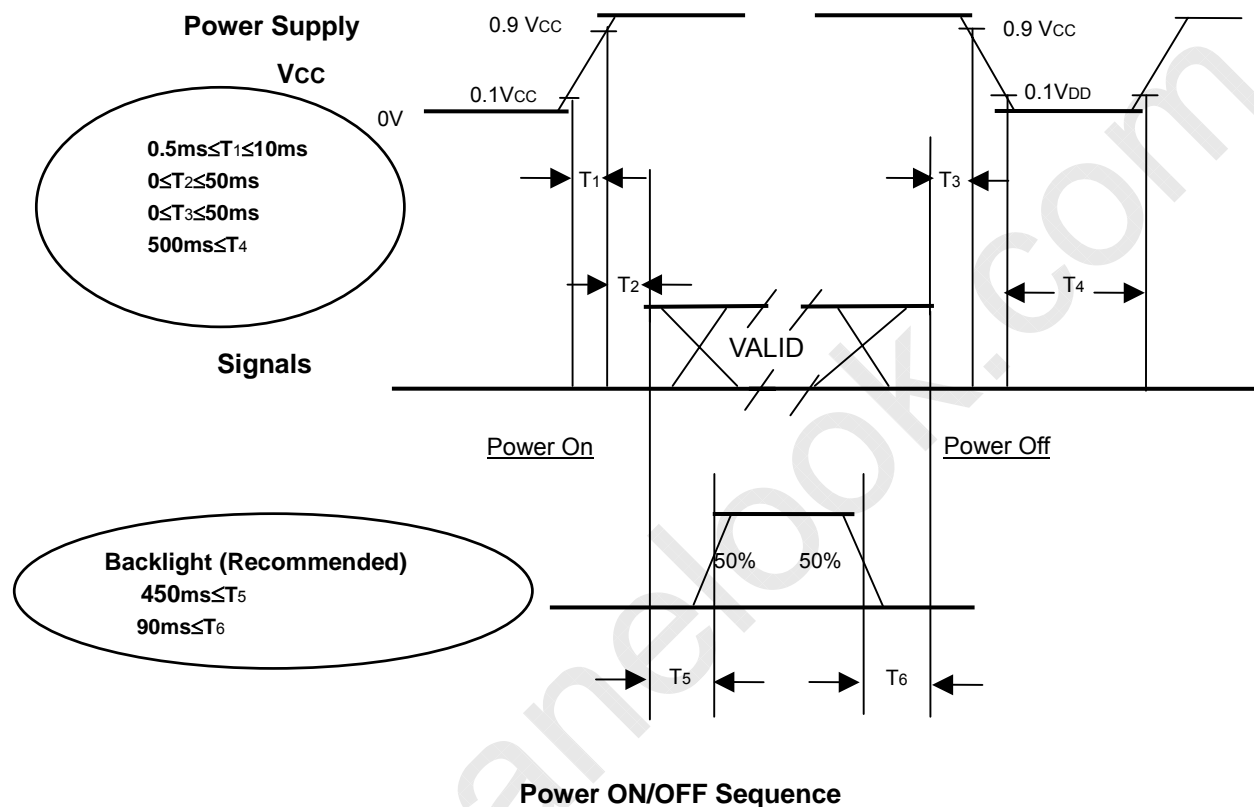 Power Supply
VCC
0.9 VCC
0.1VCC
0V
0.9 VCC
0.1VDD
0.5ms≤T1≤10ms
0≤T2≤50ms
0≤T3≤50ms
500ms≤T4
T1
T3
T2
T4
VALID
Signals
Power On
Power Off
Backlight (Recommended)
450ms≤T5
90ms≤T6
50%
50%
T5
T6
Power ON/OFF Sequence
anelook.com